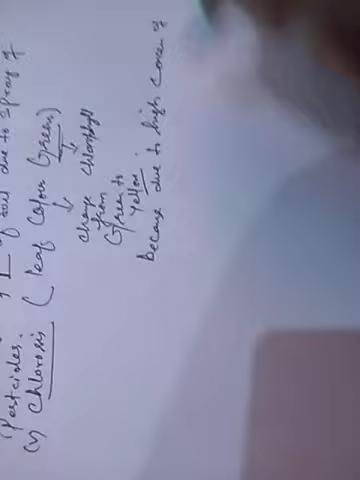 of soil due to spray of
Pesticides.
(v) Chlorosis ( leaf Colour (Green)
Change Chlorophyll
from
Green to
Yellow.
because due to high Concn of